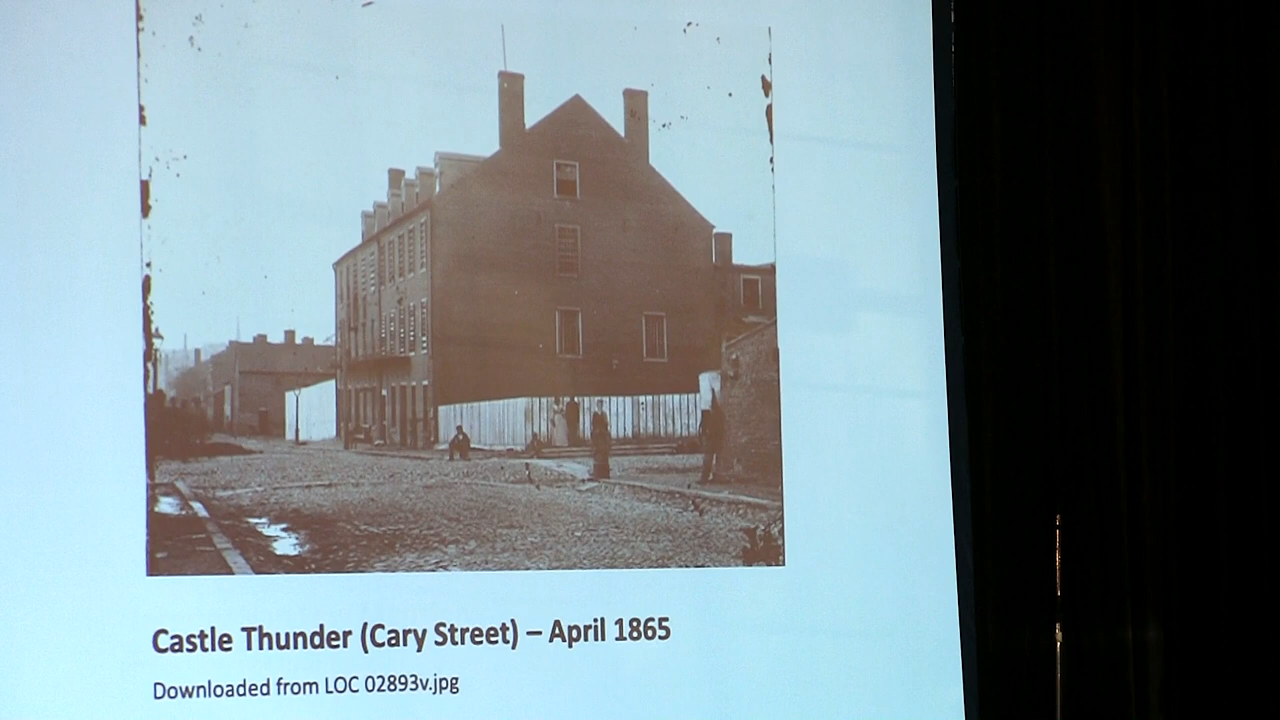 Castle Thunder (Cary Street) – April 1865
Downloaded from LOC 02893v.jpg